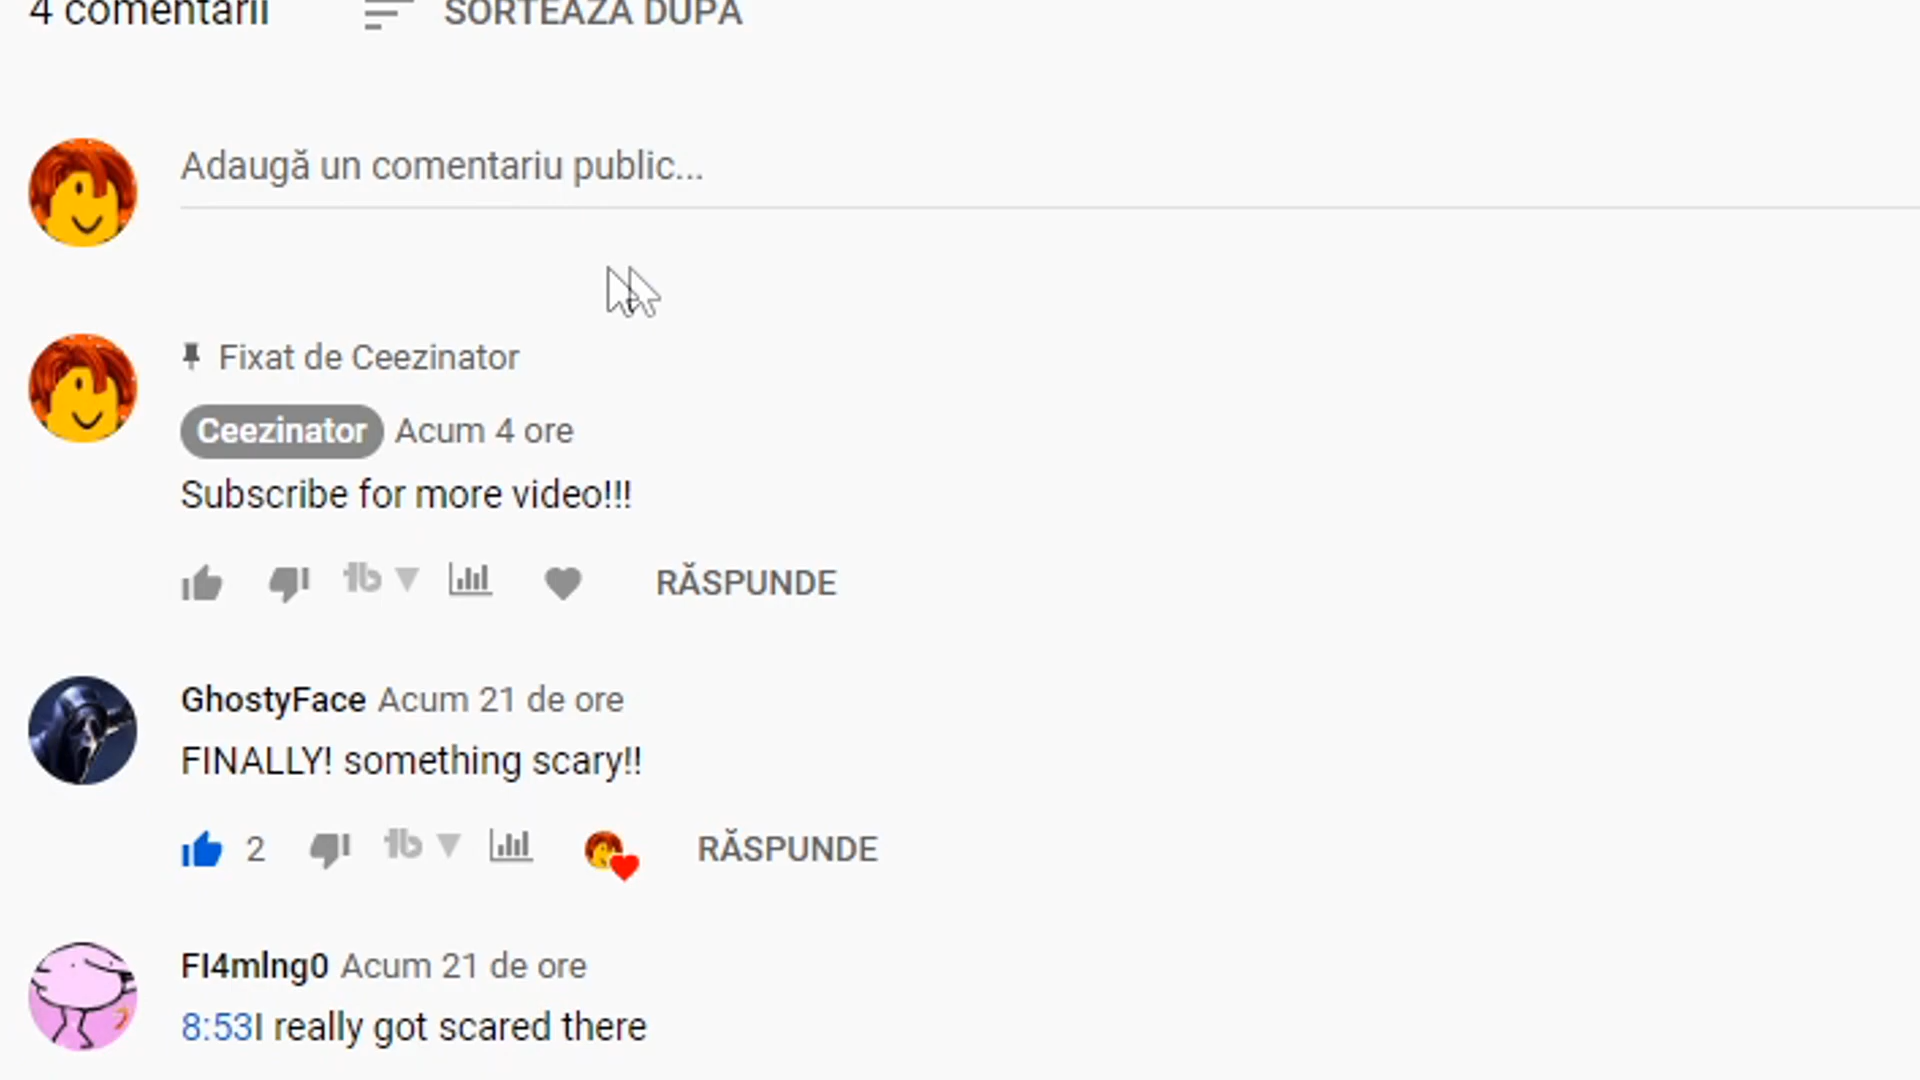 4 comentarii SORTEAZĂ DUPĂ
Adaugă un comentariu public...
Fixat de Ceezinator
Ceezinator Acum 4 ore
Subscribe for more video!!!
RĂSPUNDE
GhostyFace Acum 21 de ore
FINALLY! something scary!!
2 RĂSPUNDE
Fl4mlng0 Acum 21 de ore
8:53I really got scared there